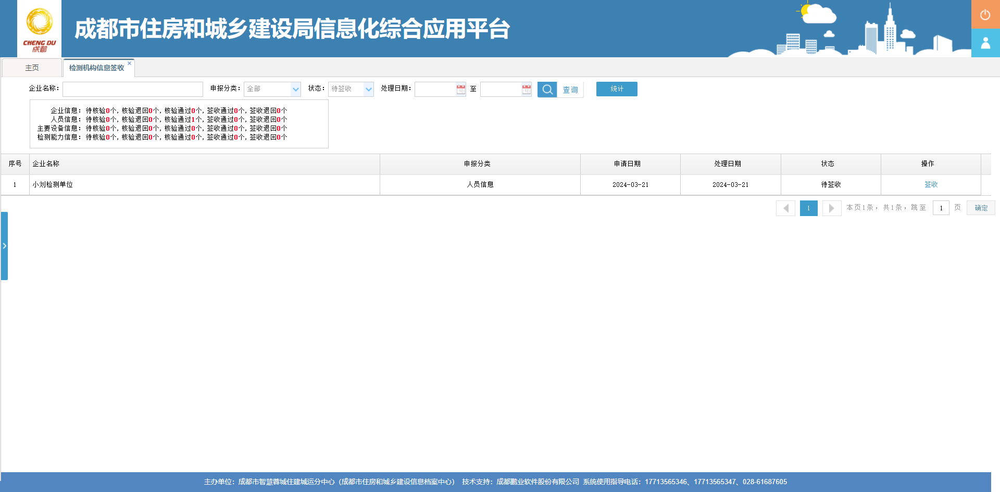 CHENG DU
成都
成都市住房和城乡建设局信息化综合应用平台
主页
检测机构信息签收
企业名称：
申报分类：
全部
状态：
待签收
处理日期：
至
查询
统计
企业信息：待核验0个，核验退回0个，核验通过0个，签收通过0个，签收退回0个
人员信息：待核验0个，核验退回0个，核验通过1个，签收通过0个，签收退回0个
主要设备信息：待核验0个，核验退回0个，核验通过0个，签收通过0个，签收退回0个
检测能力信息：待核验0个，核验退回0个，核验通过0个，签收通过0个，签收退回0个
序号 企业名称 申报分类 申请日期 处理日期 状态 操作
1 小刘检测单位 人员信息 2024-03-21 2024-03-21 待签收 签收
1 本页1条，共1条，跳至 1 页 确定
主办单位：成都市智慧蓉城住建城运分中心（成都市住房和城乡建设信息档案中心） 技术支持：成都鹏业软件股份有限公司 系统使用指导电话：17713565346、17713565347、028-61687605